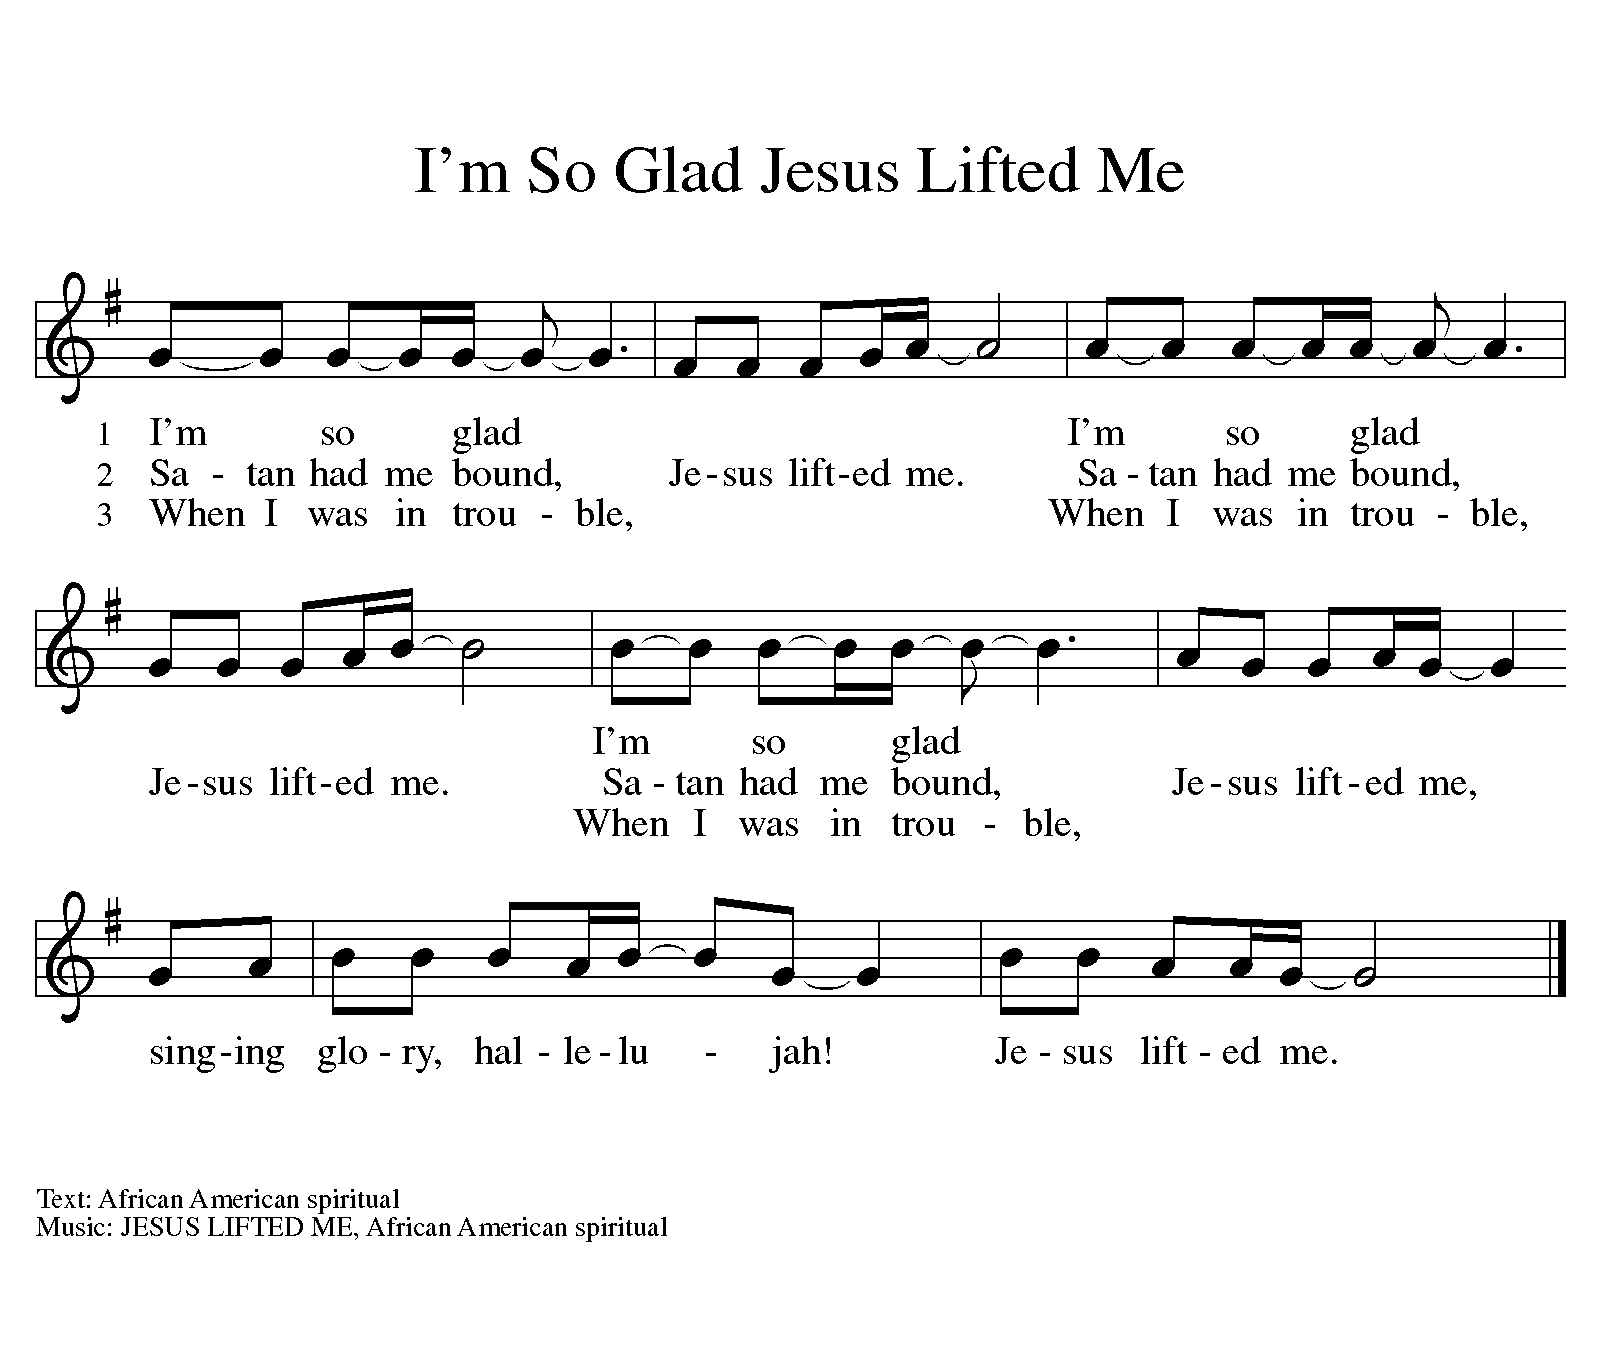 I’m So Glad Jesus Lifted Me
1 I’m so glad I’m so glad
2 Sa - tan had me bound, Je-sus lift-ed me. Sa - tan had me bound,
3 When I was in trou - ble, When I was in trou - ble,
I’m so glad
Je-sus lift-ed me. Sa - tan had me bound, Je-sus lift-ed me,
When I was in trou - ble,
sing-ing glo - ry, hal - le - lu - jah! Je - sus lift - ed me.
Text: African American spiritual
Music: JESUS LIFTED ME, African American spiritual